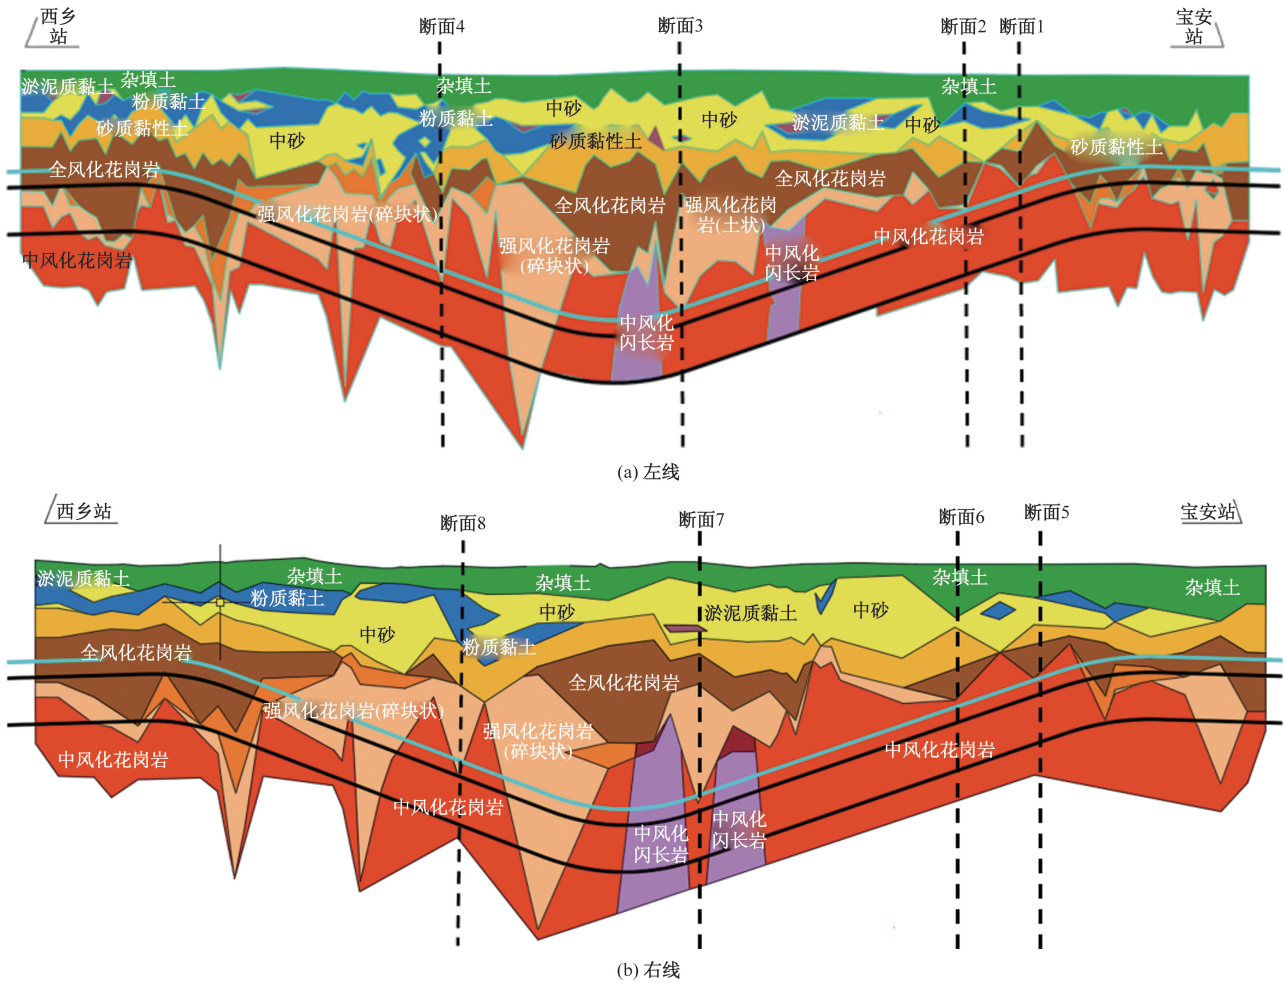 西乡
站
断面4
断面3
断面2
断面1
宝安
站
淤泥质黏土
杂填土
杂填土
杂填土
粉质黏土
粉质黏土
中砂
中砂
淤泥质黏土
中砂
砂质黏性土
中砂
砂质黏性土
砂质黏性土
全风化花岗岩
全风化花岗岩
强风化花岗岩(碎块状)
全风化花岗岩
强风化花岗
岩(土状)
中风化花岗岩
强风化花岗岩
(碎块状)
中风化花岗岩
中风化
闪长岩
中风化
闪长岩
(a) 左线
西乡站
断面8
断面7
断面6
断面5
宝安站
淤泥质黏土
杂填土
杂填土
杂填土
杂填土
粉质黏土
中砂
淤泥质黏土
中砂
中砂
粉质黏土
全风化花岗岩
全风化花岗岩
强风化花岗岩(碎块状)
强风化花岗岩
(碎块状)
中风化花岗岩
中风化花岗岩
中风化花岗岩
中风化
闪长岩
中风化
闪长岩
(b) 右线